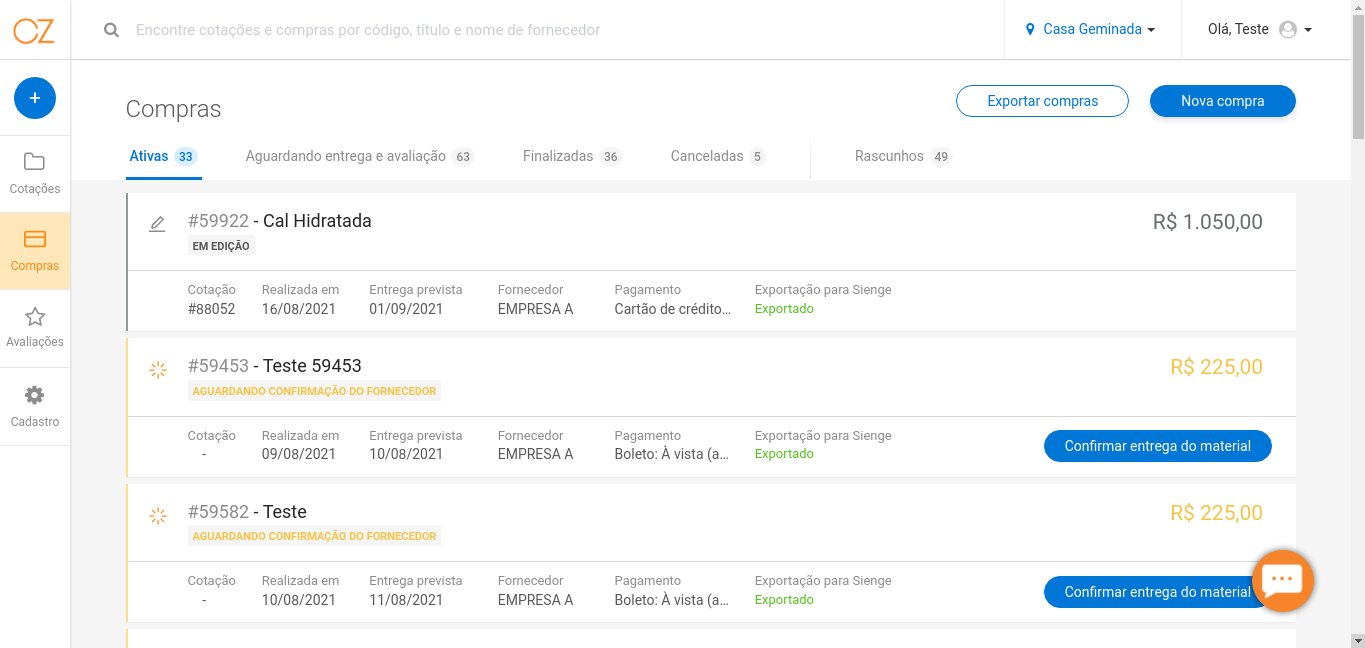 OZ
Encontre cotações e compras por código, título e nome de fornecedor
Casa Geminada
Olá, Teste
+
Cotações
Compras
Avaliações
Cadastro
Compras
Exportar compras
Nova compra
Ativas 33
Aguardando entrega e avaliação 63
Finalizadas 36
Canceladas 5
Rascunhos 49
#59922 - Cal Hidratada
R$ 1.050,00
EM EDIÇÃO
Cotação Realizada em Entrega prevista Fornecedor Pagamento Exportação para Sienge
#88052 16/08/2021 01/09/2021 EMPRESA A Cartão de crédito... Exportado
#59453 - Teste 59453
R$ 225,00
AGUARDANDO CONFIRMAÇÃO DO FORNECEDOR
Cotação Realizada em Entrega prevista Fornecedor Pagamento Exportação para Sienge
- 09/08/2021 10/08/2021 EMPRESA A Boleto: À vista (a... Exportado
Confirmar entrega do material
#59582 - Teste
R$ 225,00
AGUARDANDO CONFIRMAÇÃO DO FORNECEDOR
Cotação Realizada em Entrega prevista Fornecedor Pagamento Exportação para Sienge
- 10/08/2021 11/08/2021 EMPRESA A Boleto: À vista (a... Exportado
Confirmar entrega do material